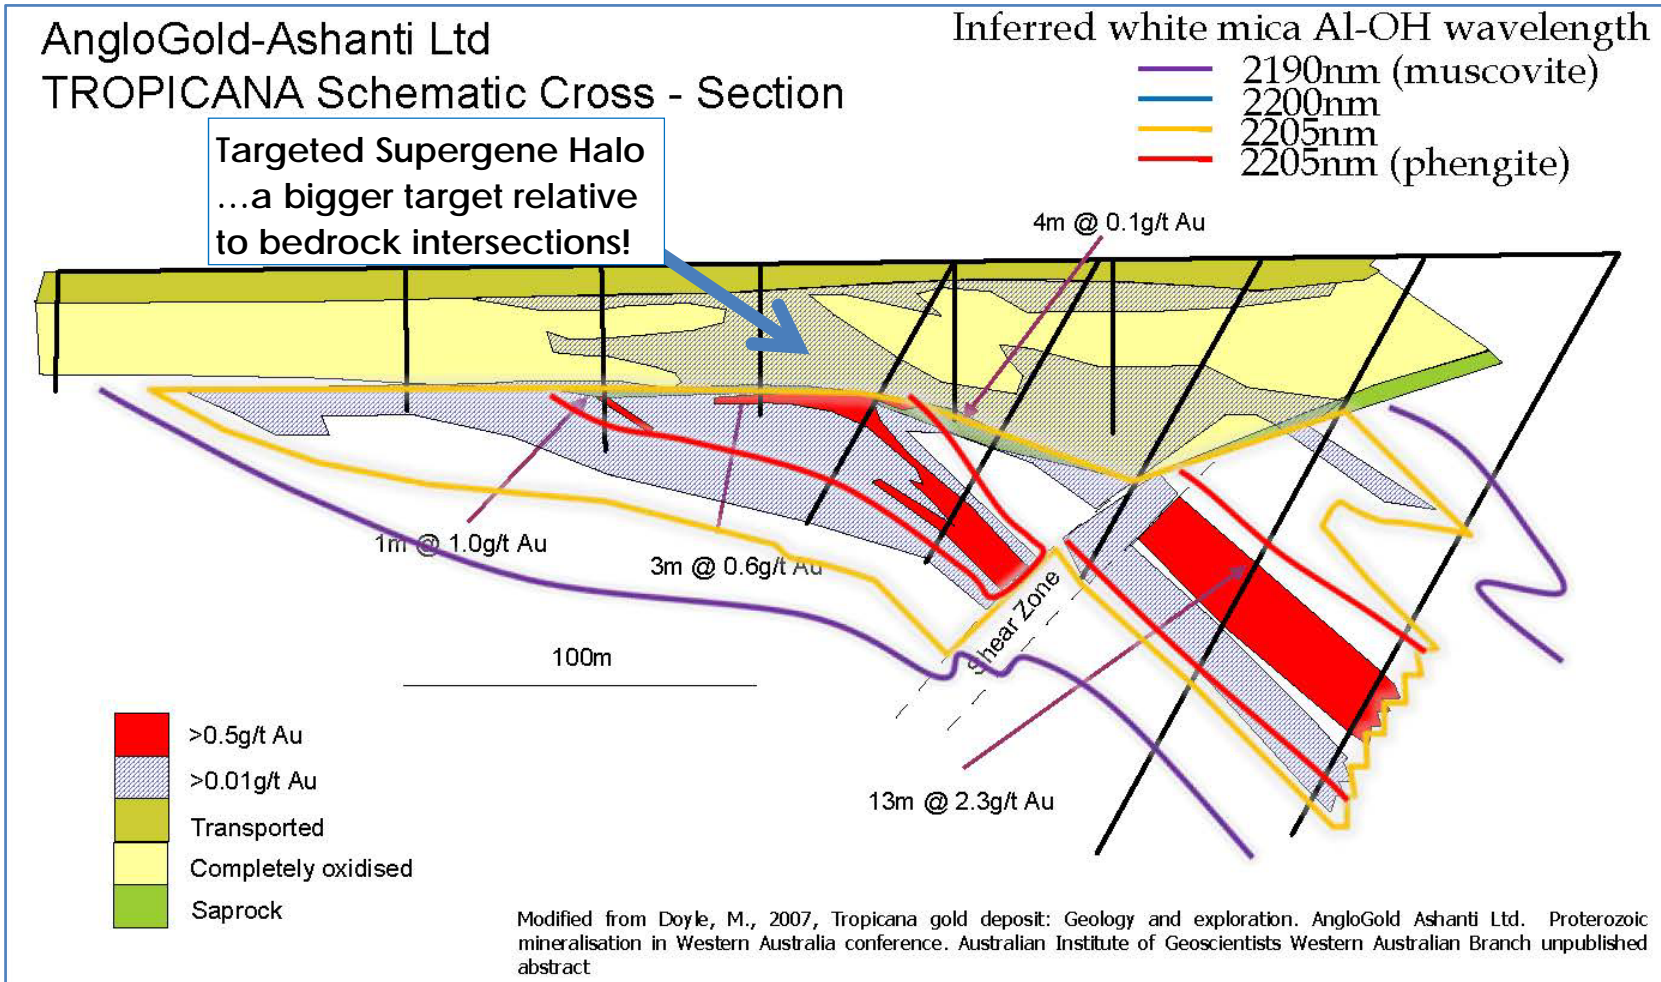 AngloGold-Ashanti Ltd
TROPICANA Schematic Cross - Section
Inferred white mica Al-OH wavelength
2190nm (muscovite)
2200nm
2205nm
2205nm (phengite)
Targeted Supergene Halo
...a bigger target relative
to bedrock intersections!
4m @ 0.1g/t Au
1m @ 1.0g/t Au
3m @ 0.6g/t Au
Shear Zone
100m
13m @ 2.3g/t Au
>0.5g/t Au
>0.01g/t Au
Transported
Completely oxidised
Saprock
Modified from Doyle, M., 2007, Tropicana gold deposit: Geology and exploration. AngloGold Ashanti Ltd. Proterozoic
mineralisation in Western Australia conference. Australian Institute of Geoscientists Western Australian Branch unpublished
abstract